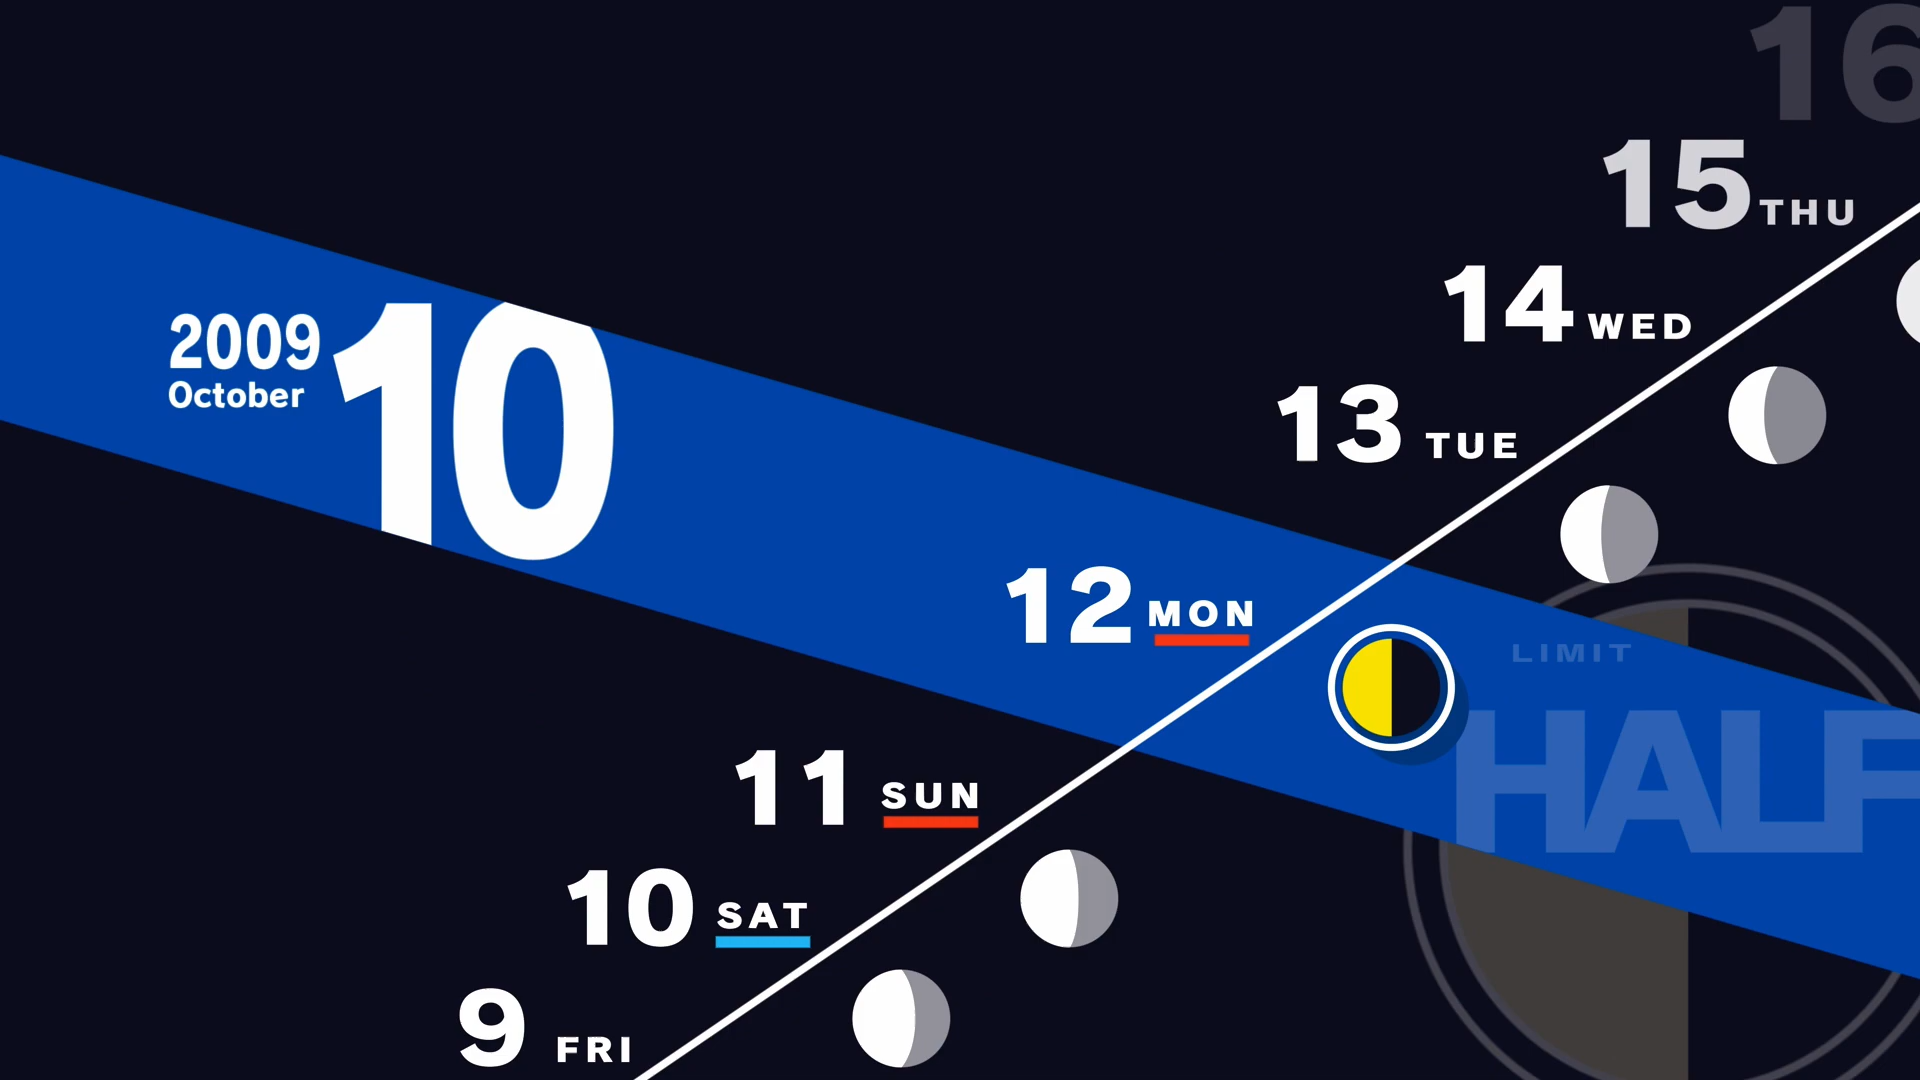 16
15 THU
14 WED
2009
October
10
13 TUE
12 MON
LIMIT
HALF
11 SUN
10 SAT
9 FRI